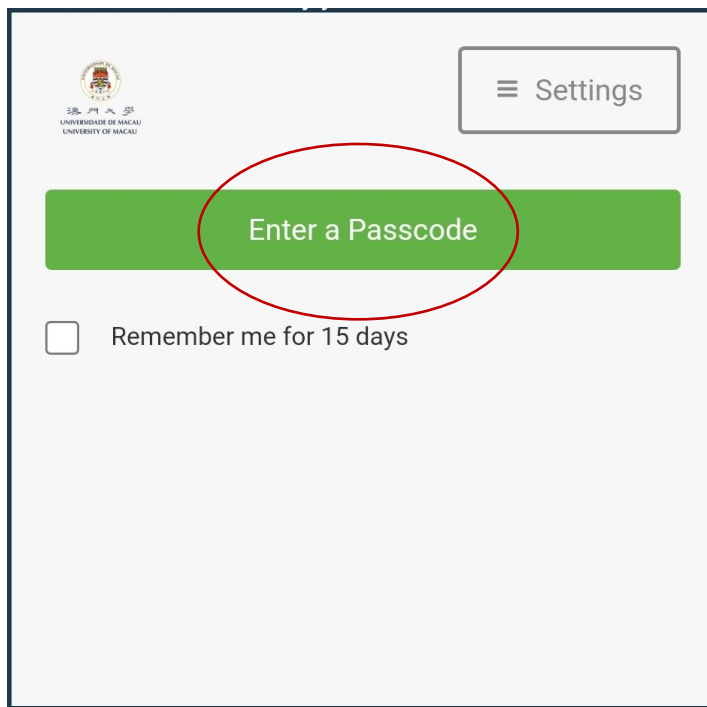 澳門大學
UNIVERSIDADE DE MACAU
UNIVERSITY OF MACAU
≡ Settings
Enter a Passcode
Remember me for 15 days